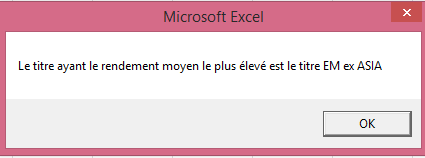 Microsoft Excel
Le titre ayant le rendement moyen le plus élevé est le titre EM ex ASIA
OK